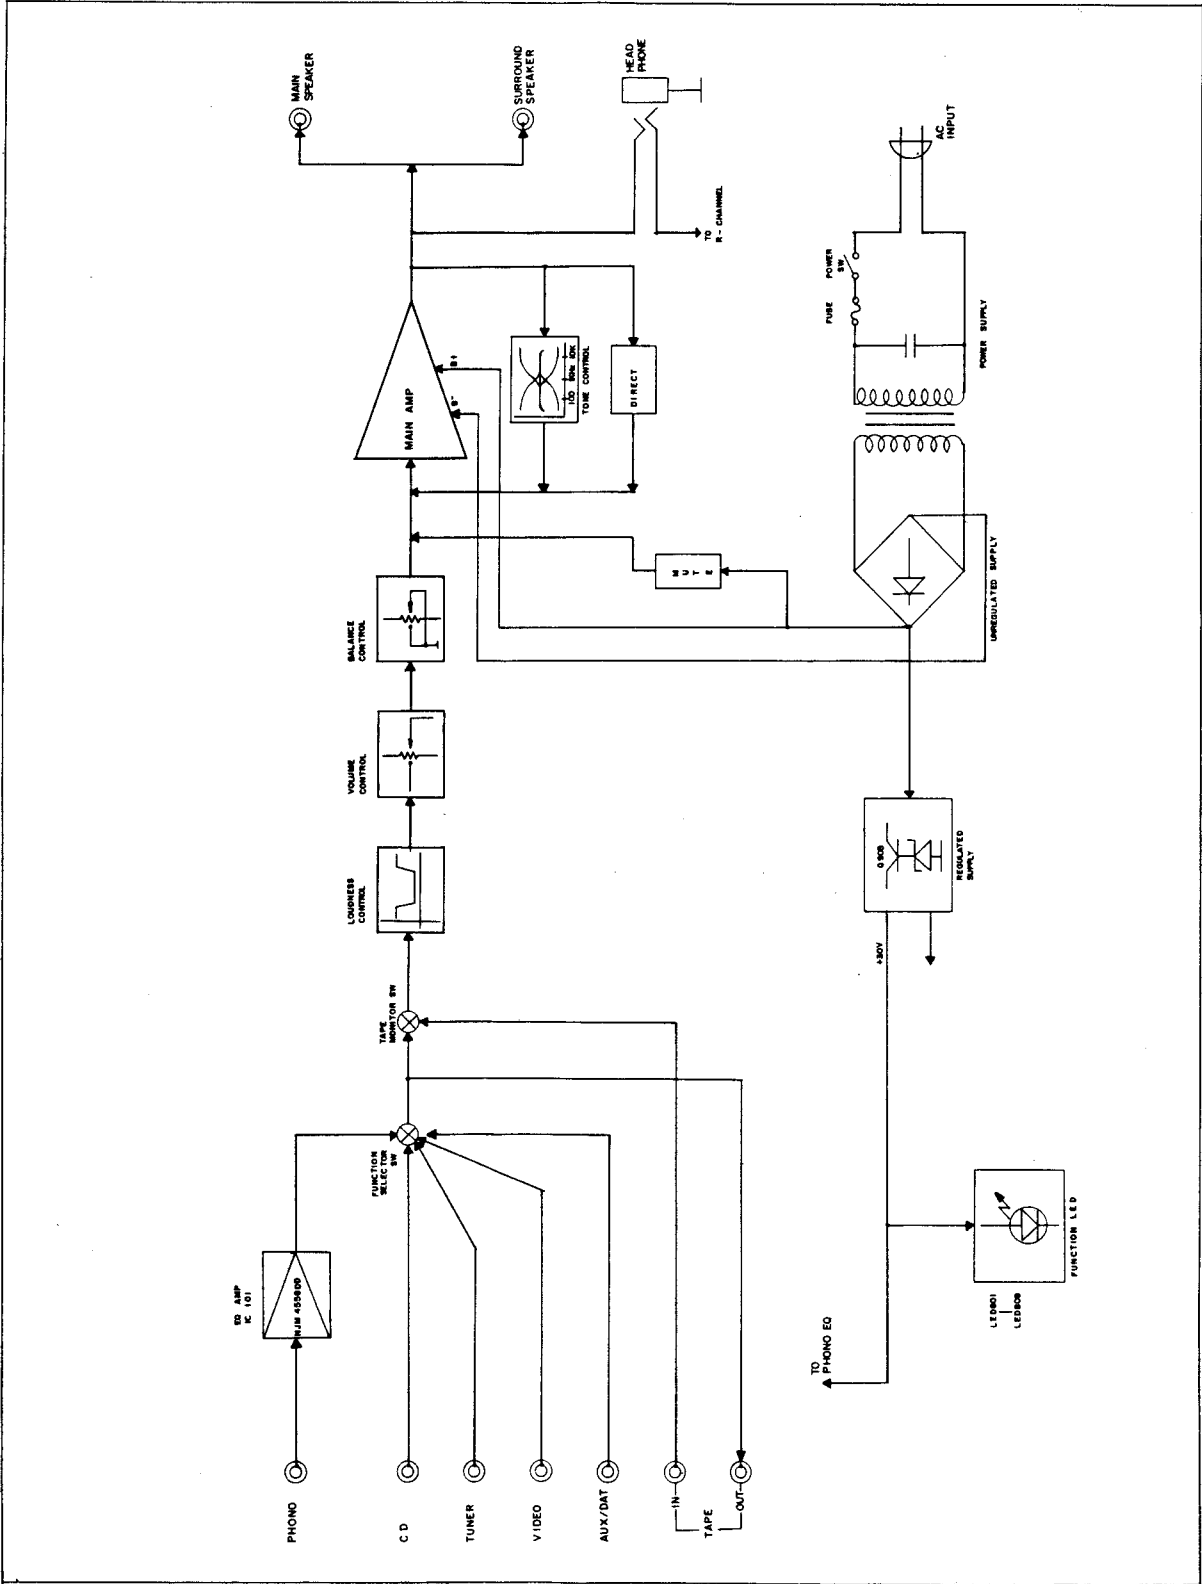 PHONO
CD
TUNER
VIDEO
AUX/DAT
IN
TAPE
OUT
EQ AMP
IC 101
NJM 4558DD
FUNCTION
SELECTOR
SW
TAPE
MONITOR SW
LOUDNESS
CONTROL
VOLUME
CONTROL
BALANCE
CONTROL
MAIN AMP
B-
B+
100
10K
TONE CONTROL
DIRECT
MUTE
MAIN
SPEAKER
SURROUND
SPEAKER
HEAD
PHONE
TO
R - CHANNEL
AC
INPUT
POWER
SW
FUSE
POWER SUPPLY
UNREGULATED SUPPLY
REGULATED
SUPPLY
TO
PHONO EQ
FUNCTION LED